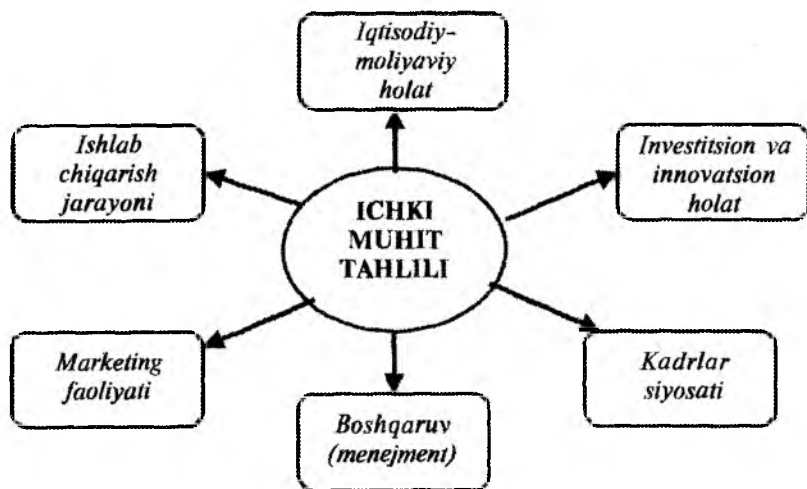 Iqtisodiy-
moliyaviy
holat
Ishlab
chiqarish
jarayoni
Investitsion va
innovatsion
holat
ICHKI
MUHIT
TAHLILI
Marketing
faoliyati
Kadrlar
siyosati
Boshqaruv
(menejment)